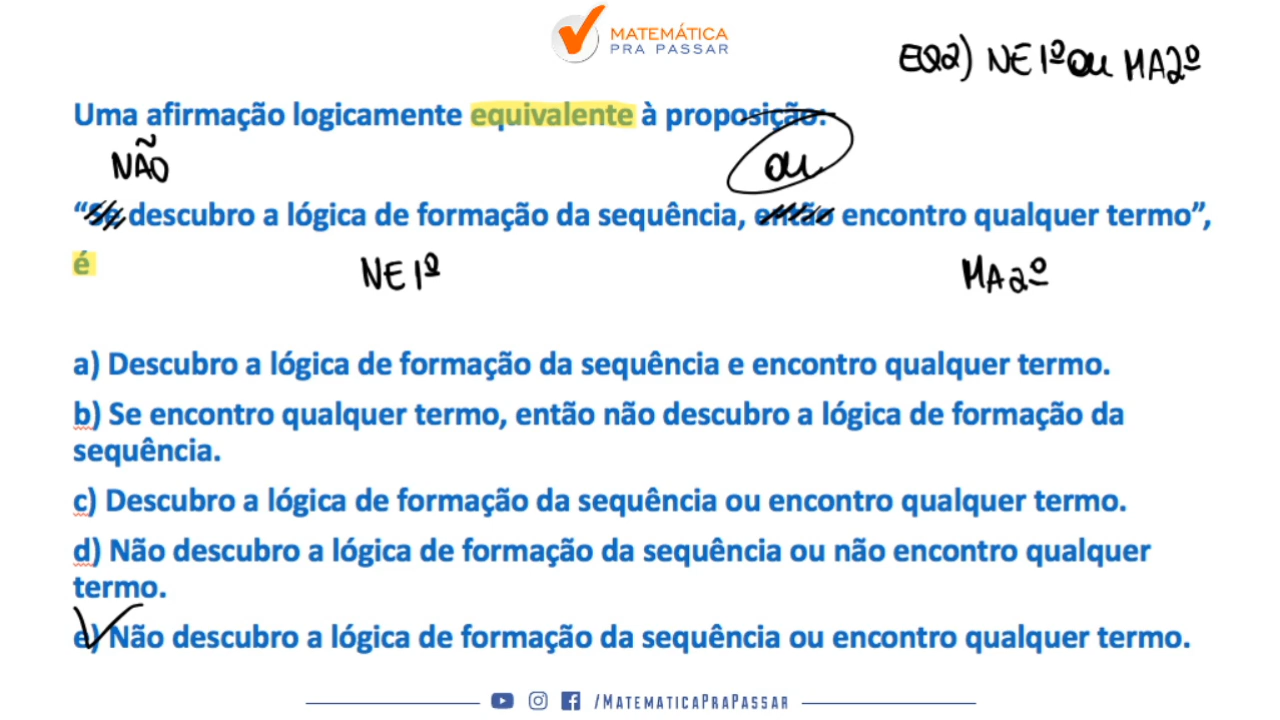 MATEMÁTICA
PRA PASSAR
EQ2) NE 1º ou MA2º
Uma afirmação logicamente equivalente à proposição:
NÃO ou
“Se descubro a lógica de formação da sequência, então encontro qualquer termo”,
é
NE 1º MA2º
a) Descubro a lógica de formação da sequência e encontro qualquer termo.
b) Se encontro qualquer termo, então não descubro a lógica de formação da
sequência.
c) Descubro a lógica de formação da sequência ou encontro qualquer termo.
d) Não descubro a lógica de formação da sequência ou não encontro qualquer
termo.
e) Não descubro a lógica de formação da sequência ou encontro qualquer termo.
/MATEMATICAPRAPASSAR